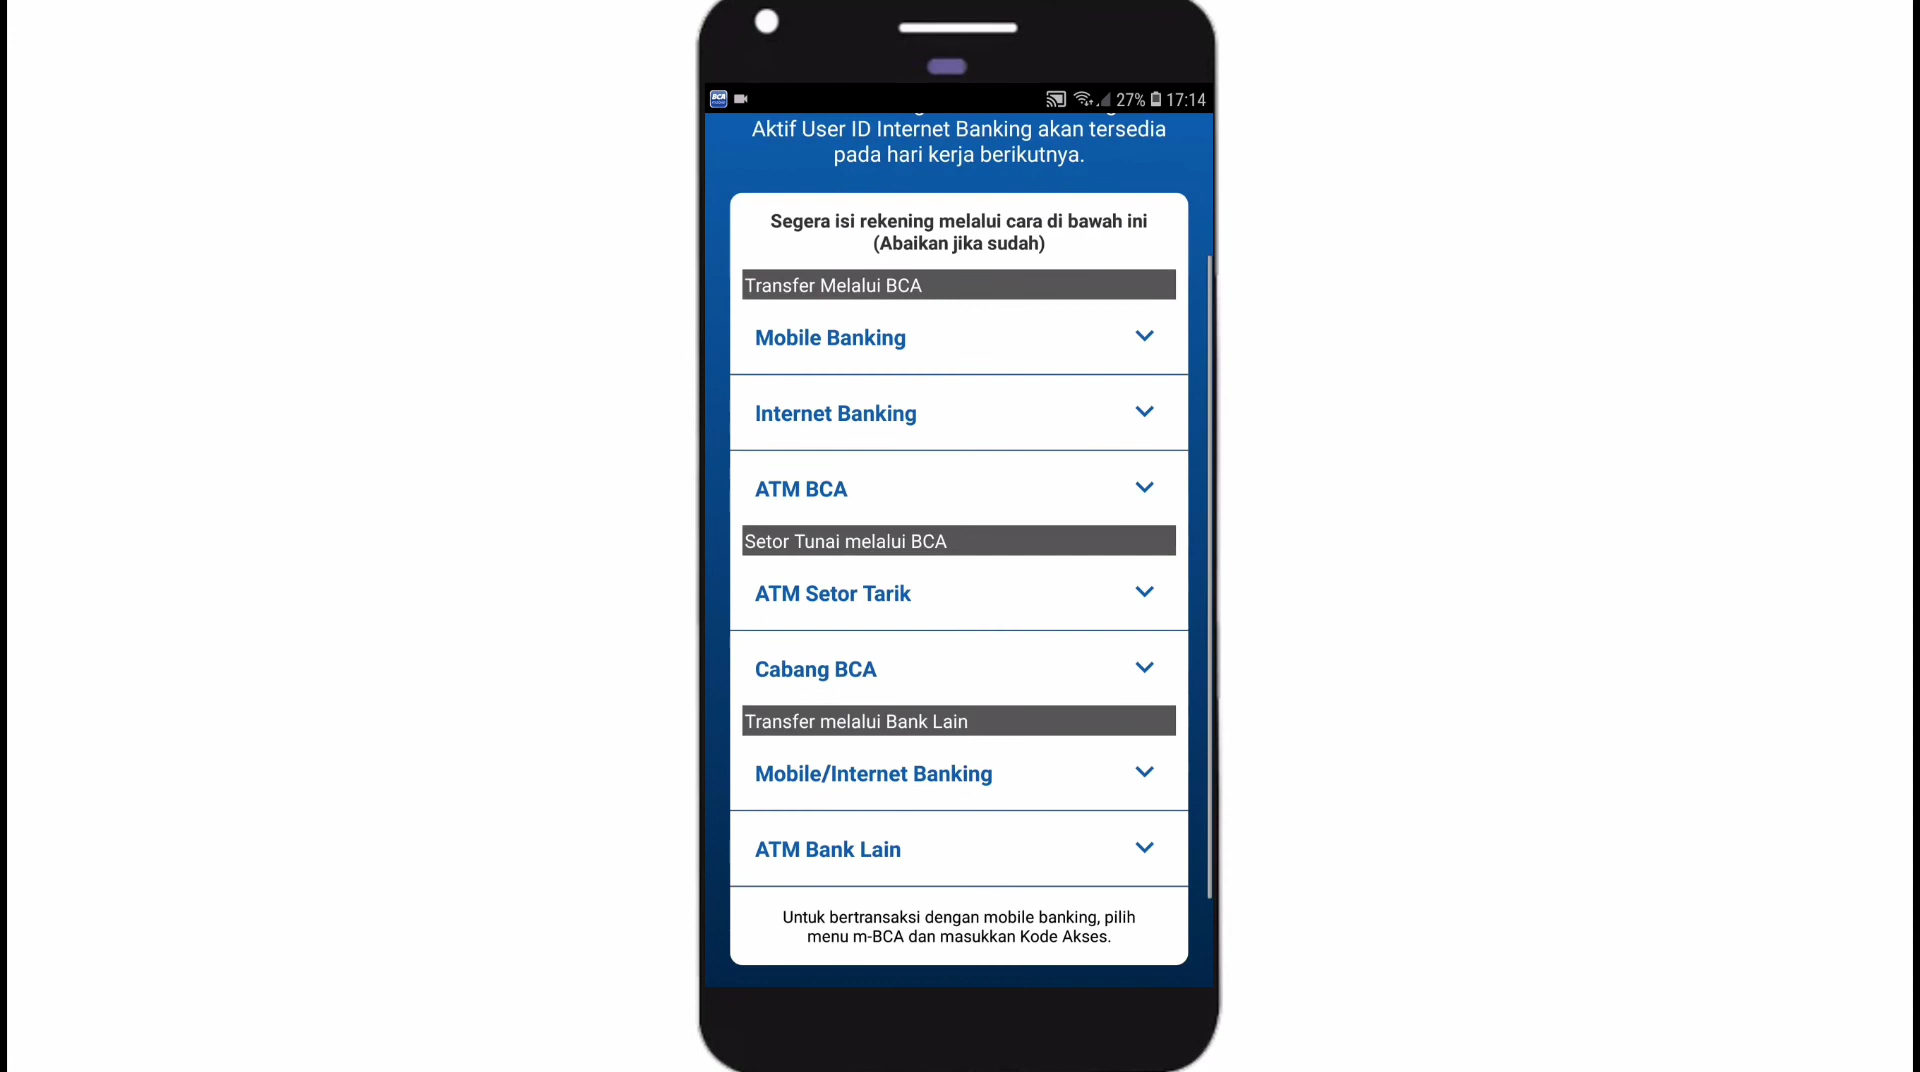 BCA
27% 17:14
Aktif User ID Internet Banking akan tersedia
pada hari kerja berikutnya.
Segera isi rekening melalui cara di bawah ini
(Abaikan jika sudah)
Transfer Melalui BCA
Mobile Banking
Internet Banking
ATM BCA
Setor Tunai melalui BCA
ATM Setor Tarik
Cabang BCA
Transfer melalui Bank Lain
Mobile/Internet Banking
ATM Bank Lain
Untuk bertransaksi dengan mobile banking, pilih
menu m-BCA dan masukkan Kode Akses.